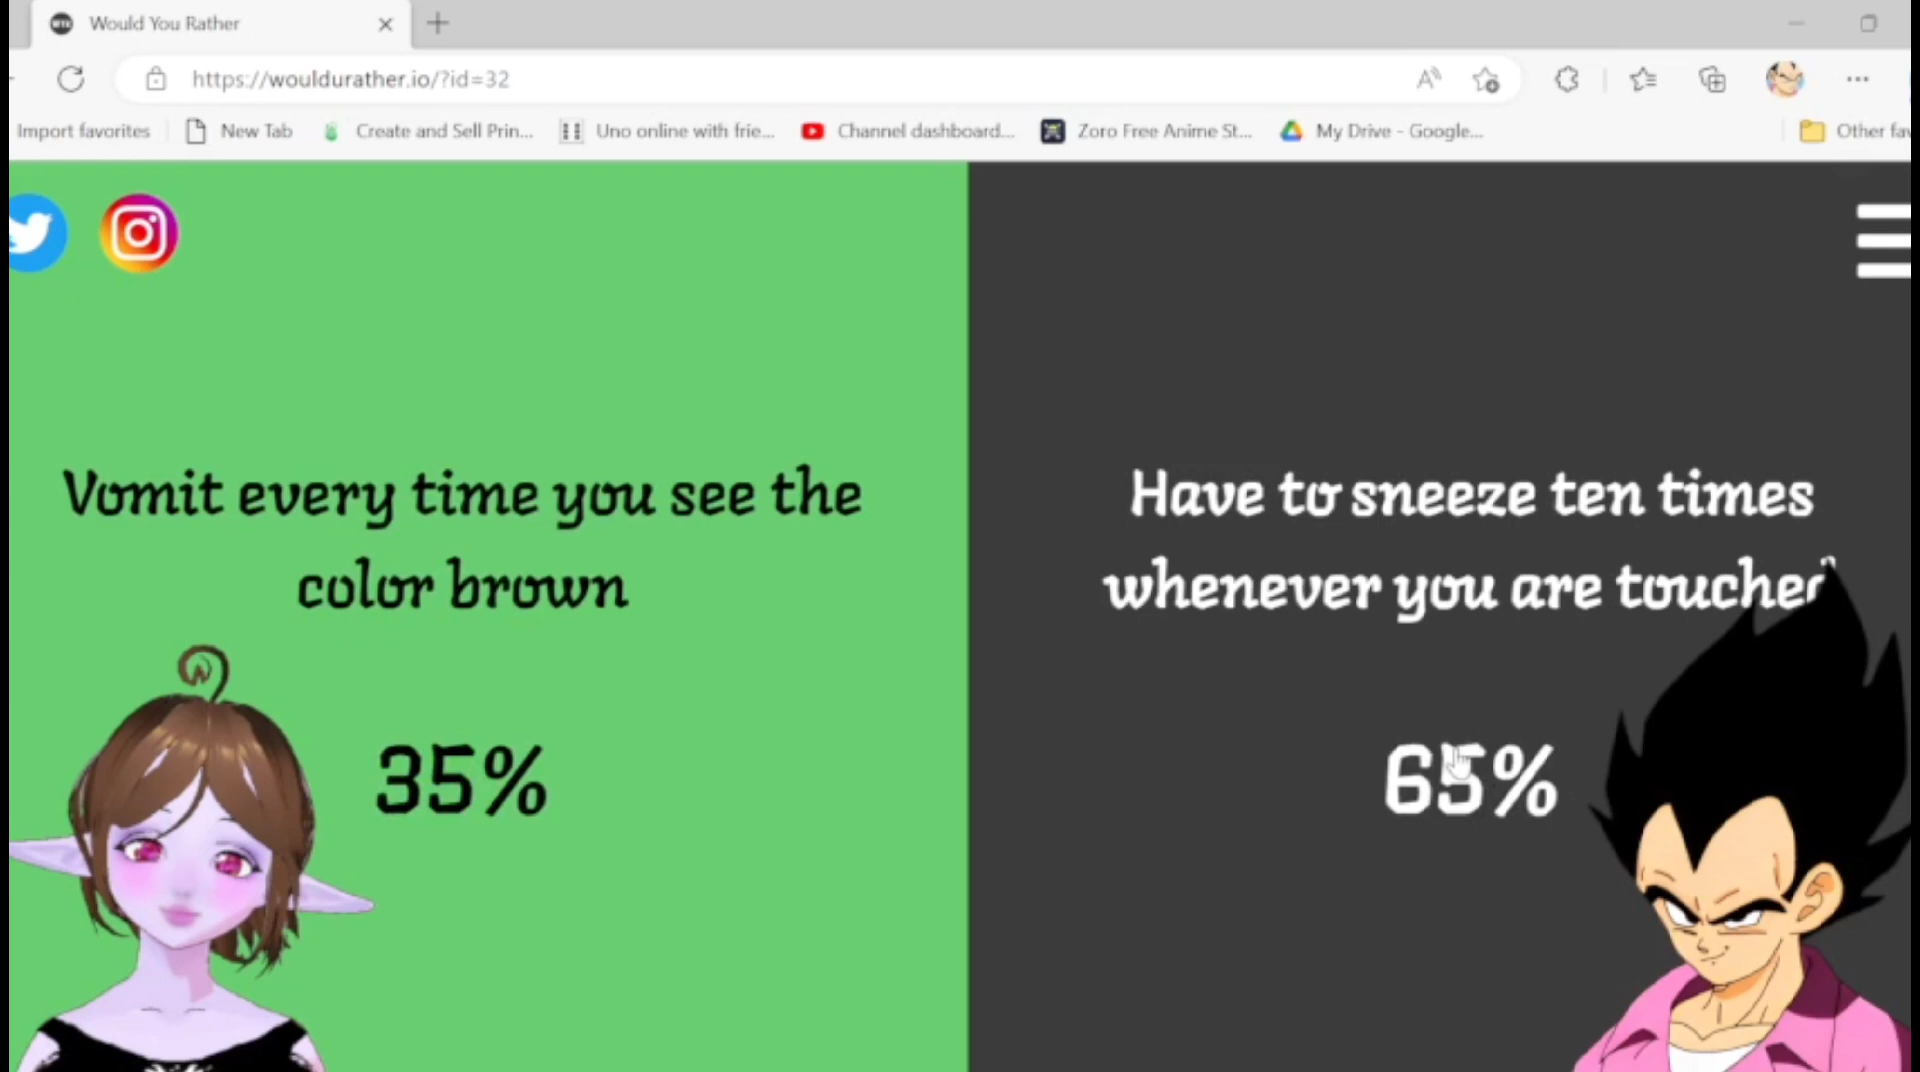 Would You Rather
https://wouldurather.io/?id=32
Import favorites New Tab Create and Sell Prin... Uno online with frie... Channel dashboard... Zoro Free Anime St... My Drive - Google... Other fav
Vomit every time you see the
color brown
35%
Have to sneeze ten times
whenever you are touched
65%